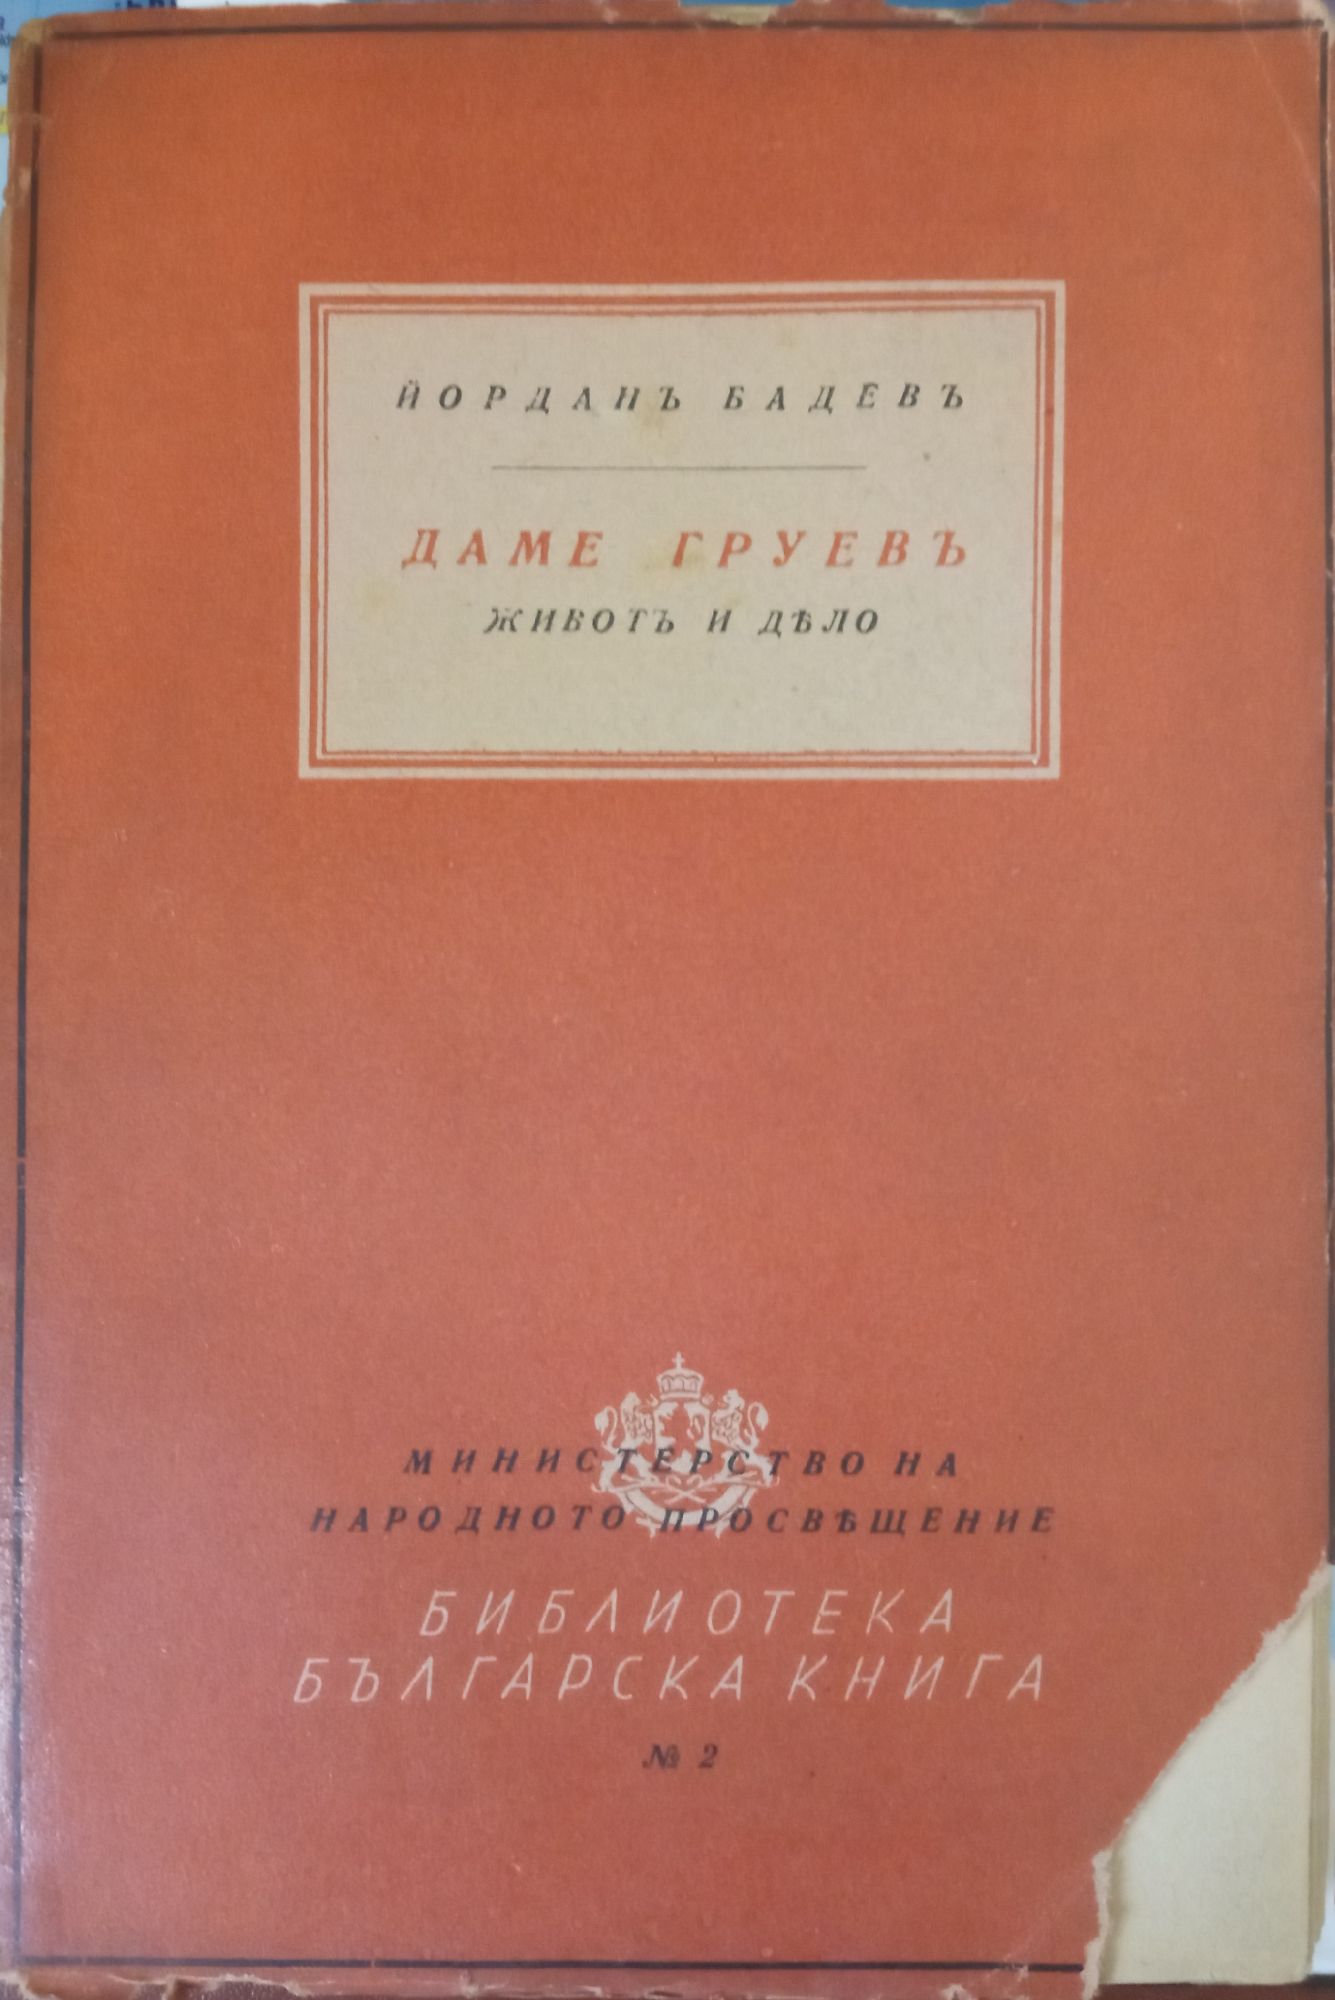 ЙОРДАНЪ БАДЕВЪ
ДАМЕ ГРУЕВЪ
ЖИВОТЪ И ДѢЛО
МИНИСТЕРСТВО НА
НАРОДНОТО ПРОСВѢЩЕНИЕ
БИБЛИОТЕКА
БЪЛГАРСКА КНИГА
№ 2